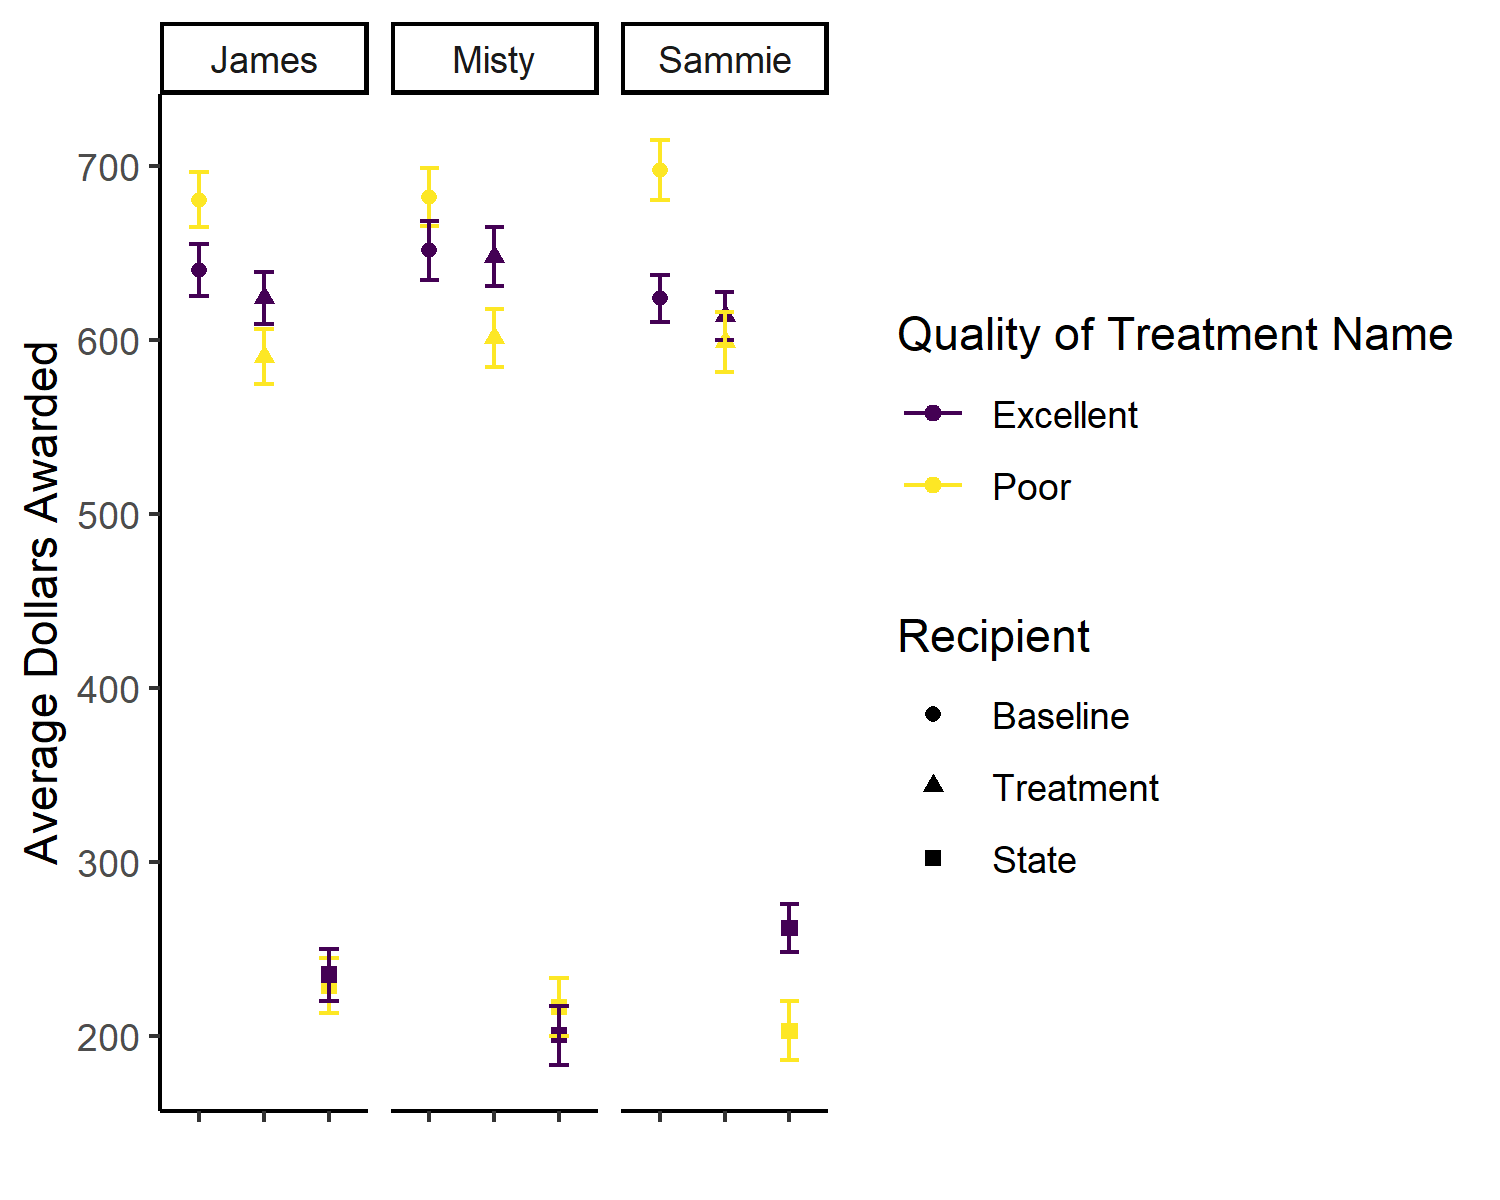 James Misty Sammie
700
600
500
400
300
200
Average Dollars Awarded
Quality of Treatment Name
Excellent
Poor
Recipient
Baseline
Treatment
State